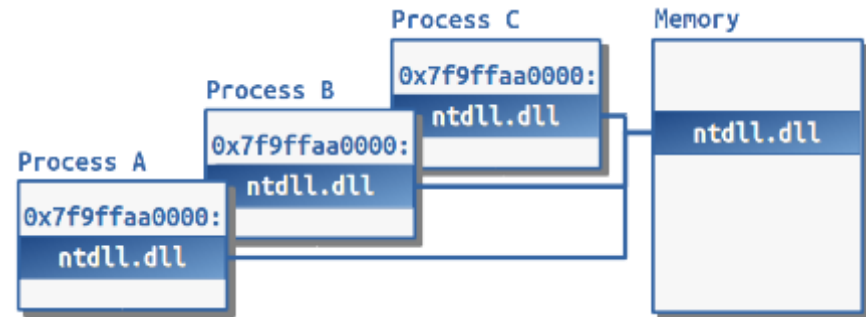 Process A
0x7f9ffaa0000:
ntdll.dll
Process B
0x7f9ffaa0000:
ntdll.dll
Process C
0x7f9ffaa0000:
ntdll.dll
Memory
ntdll.dll